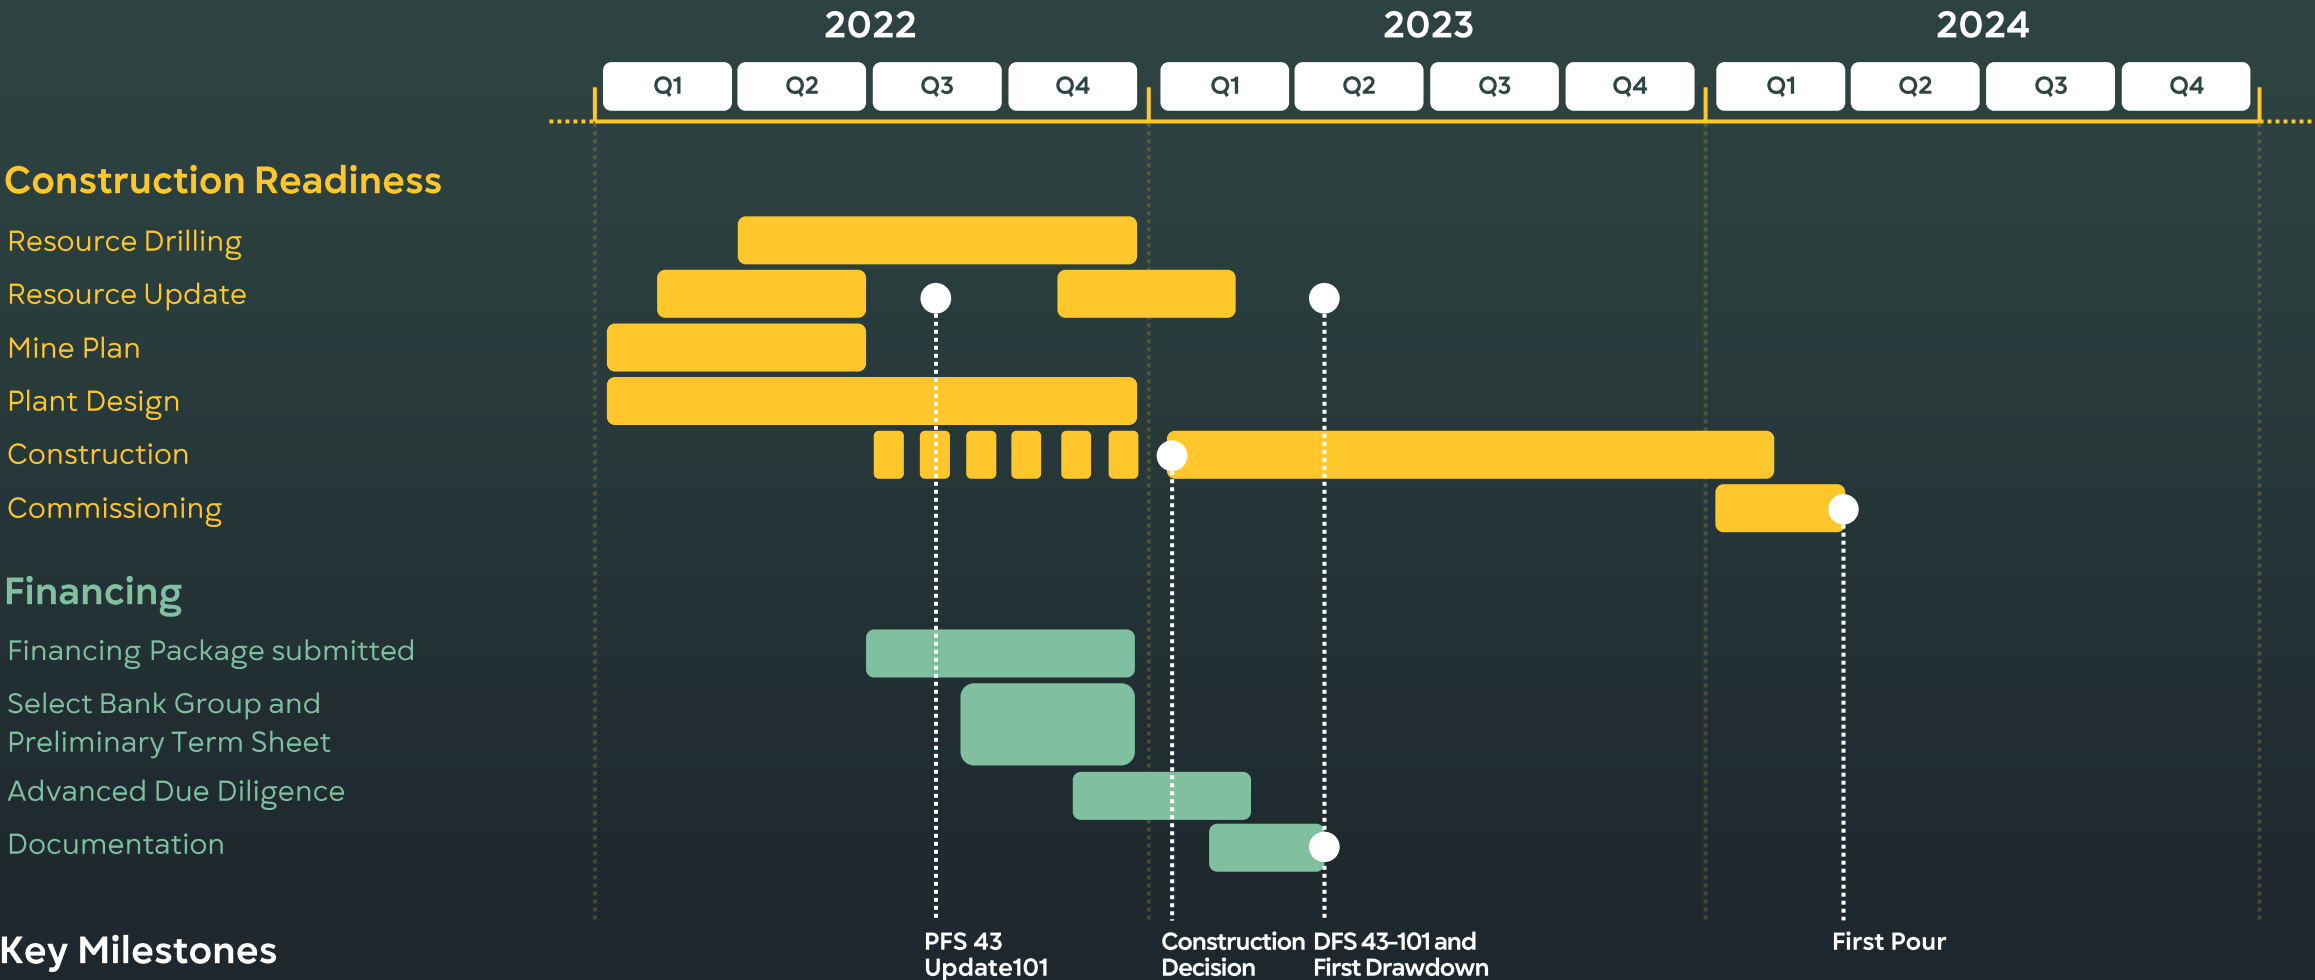 2022 2023 2024
Q1 Q2 Q3 Q4 Q1 Q2 Q3 Q4 Q1 Q2 Q3 Q4
Construction Readiness
Resource Drilling
Resource Update
Mine Plan
Plant Design
Construction
Commissioning
Financing
Financing Package submitted
Select Bank Group and
Preliminary Term Sheet
Advanced Due Diligence
Documentation
Key Milestones
PFS 43
Update101
Construction
Decision
DFS 43-101 and
First Drawdown
First Pour